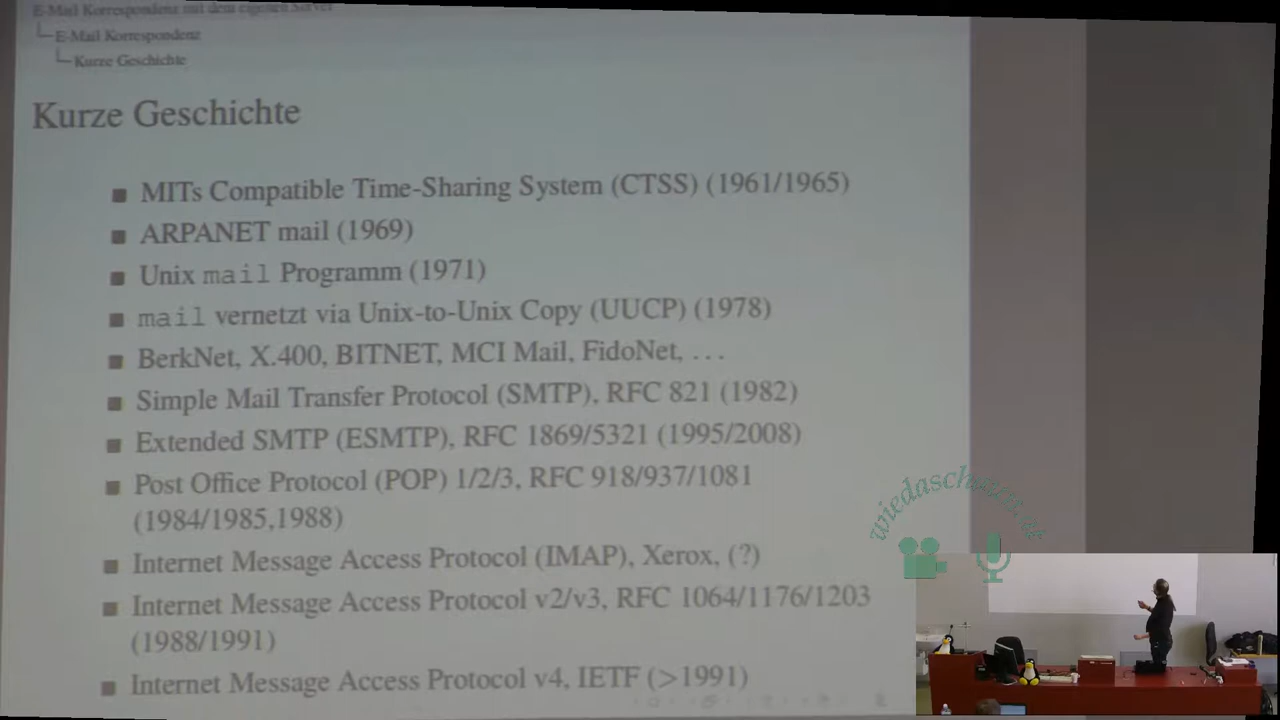 E-Mail Korrespondenz mit dem eigenen Server
E-Mail Korrespondenz
Kurze Geschichte
Kurze Geschichte
MITs Compatible Time-Sharing System (CTSS) (1961/1965)
ARPANET mail (1969)
Unix mail Programm (1971)
mail vernetzt via Unix-to-Unix Copy (UUCP) (1978)
BerkNet, X.400, BITNET, MCI Mail, FidoNet, ...
Simple Mail Transfer Protocol (SMTP), RFC 821 (1982)
Extended SMTP (ESMTP), RFC 1869/5321 (1995/2008)
Post Office Protocol (POP) 1/2/3, RFC 918/937/1081
(1984/1985,1988)
Internet Message Access Protocol (IMAP), Xerox, (?)
Internet Message Access Protocol v2/v3, RFC 1064/1176/1203
(1988/1991)
Internet Message Access Protocol v4, IETF (>1991)